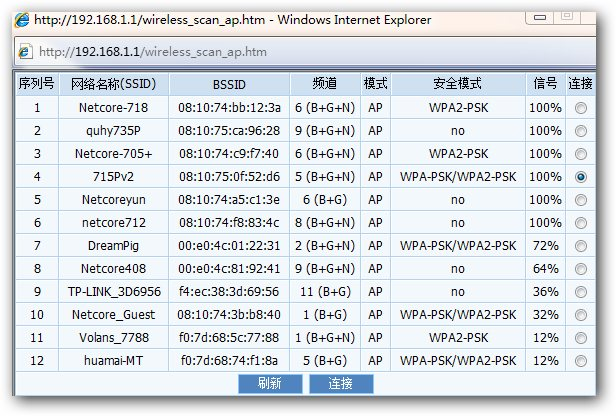 http://192.168.1.1/wireless_scan_ap.htm - Windows Internet Explorer
http://192.168.1.1/wireless_scan_ap.htm
序列号 网络名称(SSID) BSSID 频道 模式 安全模式 信号 连接
1 Netcore-718 08:10:74:bb:12:3a 6 (B+G+N) AP WPA2-PSK 100%
2 quhy735P 08:10:75:ca:96:28 9 (B+G+N) AP no 100%
3 Netcore-705+ 08:10:74:c9:f7:40 6 (B+G+N) AP WPA2-PSK 100%
4 715Pv2 08:10:75:0f:52:d6 5 (B+G+N) AP WPA-PSK/WPA2-PSK 100%
5 Netcoreyun 08:10:74:a5:c1:3e 6 (B+G) AP no 100%
6 netcore712 08:10:74:f8:83:4c 8 (B+G+N) AP no 100%
7 DreamPig 00:e0:4c:01:22:31 2 (B+G+N) AP WPA-PSK/WPA2-PSK 72%
8 Netcore408 00:e0:4c:81:92:41 9 (B+G+N) AP no 64%
9 TP-LINK_3D6956 f4:ec:38:3d:69:56 11 (B+G) AP no 36%
10 Netcore_Guest 08:10:74:3b:b8:40 1 (B+G) AP WPA-PSK/WPA2-PSK 32%
11 Volans_7788 f0:7d:68:5c:77:88 1 (B+G+N) AP WPA2-PSK 12%
12 huamai-MT f0:7d:68:74:f1:8a 5 (B+G) AP WPA-PSK/WPA2-PSK 12%
刷新 连接